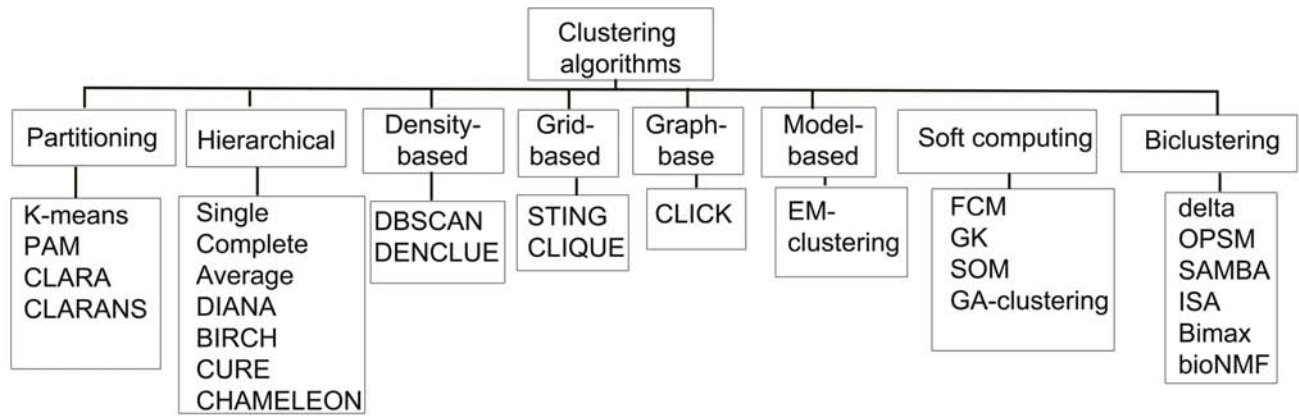 Clustering
algorithms
Partitioning
Hierarchical
Density-
based
Grid-
based
Graph-
base
Model-
based
Soft computing
Biclustering
K-means
PAM
CLARA
CLARANS
Single
Complete
Average
DIANA
BIRCH
CURE
CHAMELEON
DBSCAN
DENCLUE
STING
CLIQUE
CLICK
EM-
clustering
FCM
GK
SOM
GA-clustering
delta
OPSM
SAMBA
ISA
Bimax
bioNMF